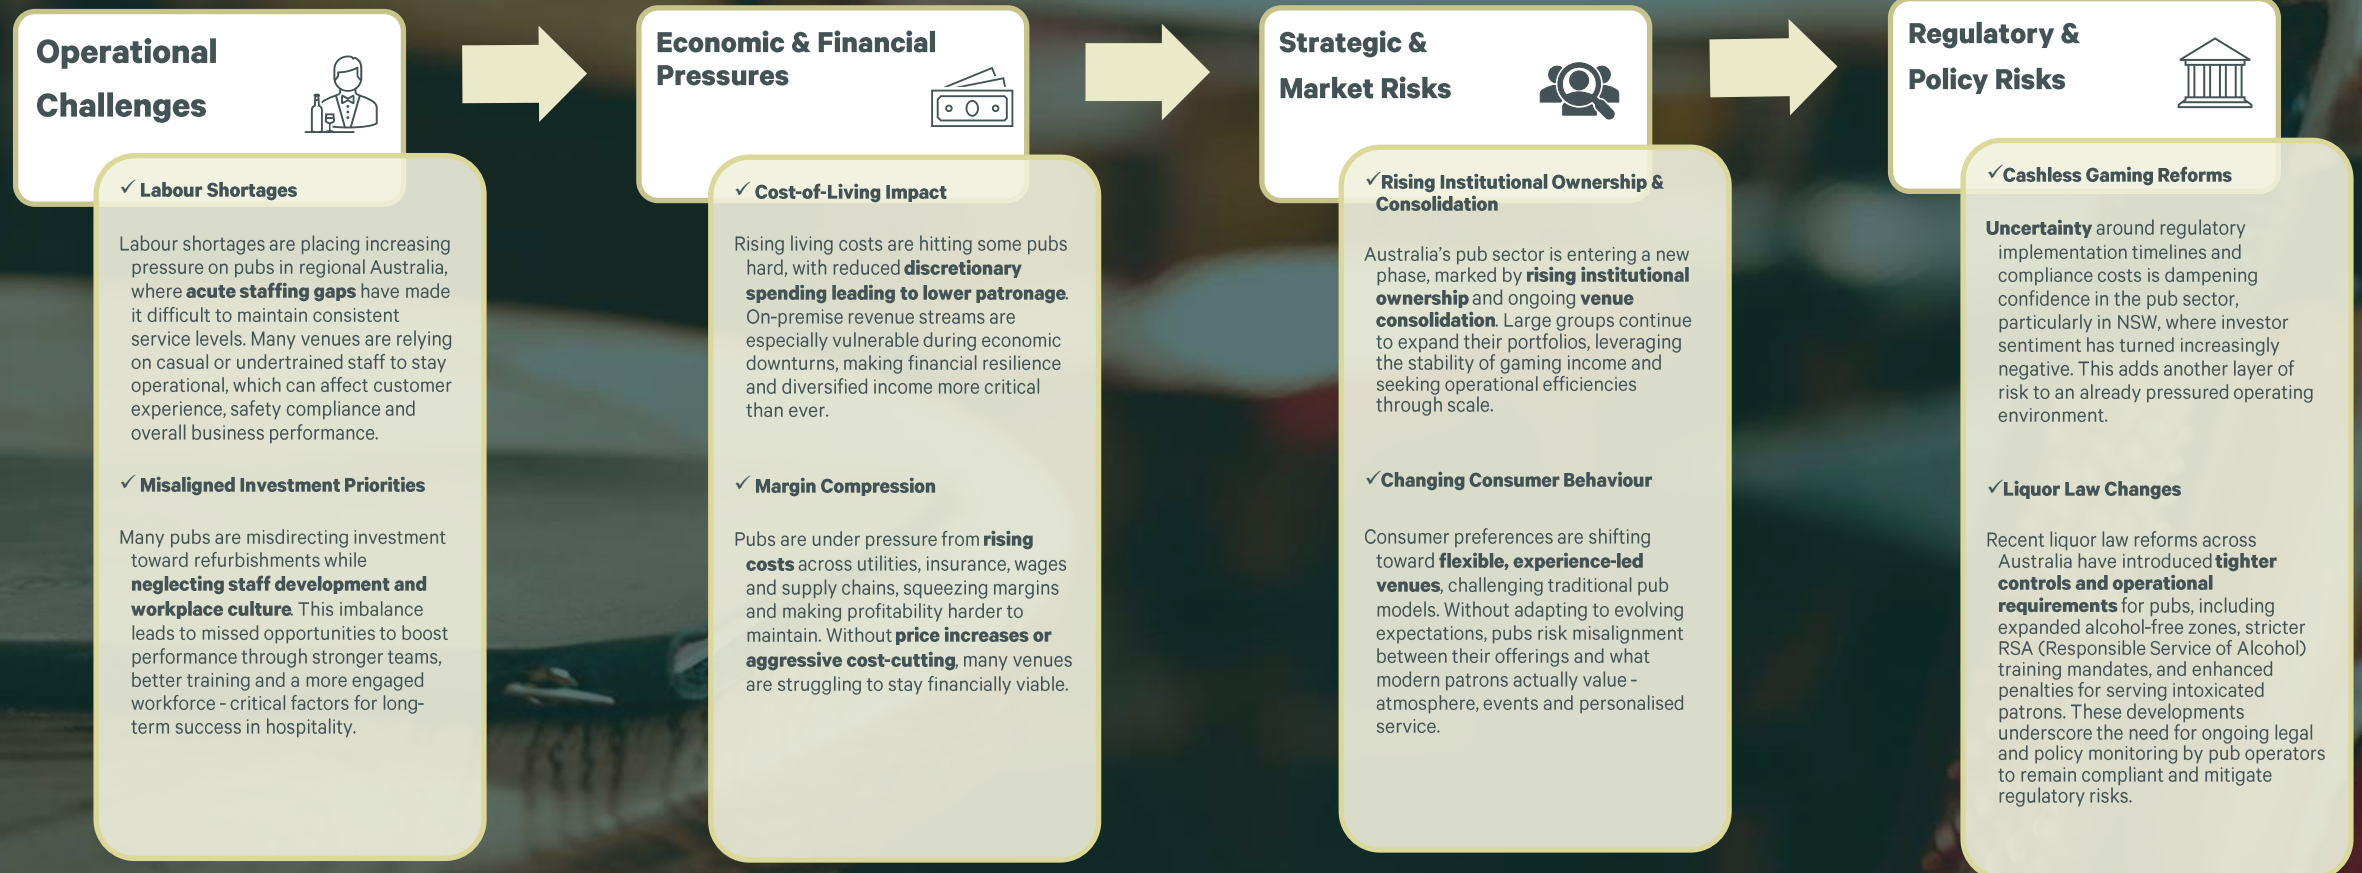 Operational
Challenges
✓ Labour Shortages
Labour shortages are placing increasing
pressure on pubs in regional Australia,
where acute staffing gaps have made
it difficult to maintain consistent
service levels. Many venues are relying
on casual or undertrained staff to stay
operational, which can affect customer
experience, safety compliance and
overall business performance.
✓ Misaligned Investment Priorities
Many pubs are misdirecting investment
toward refurbishments while
neglecting staff development and
workplace culture. This imbalance
leads to missed opportunities to boost
performance through stronger teams,
better training and a more engaged
workforce - critical factors for long-
term success in hospitality.
Economic & Financial
Pressures
✓ Cost-of-Living Impact
Rising living costs are hitting some pubs
hard, with reduced discretionary
spending leading to lower patronage.
On-premise revenue streams are
especially vulnerable during economic
downturns, making financial resilience
and diversified income more critical
than ever.
✓ Margin Compression
Pubs are under pressure from rising
costs across utilities, insurance, wages
and supply chains, squeezing margins
and making profitability harder to
maintain. Without price increases or
aggressive cost-cutting, many venues
are struggling to stay financially viable.
Strategic &
Market Risks
✓Rising Institutional Ownership &
Consolidation
Australia's pub sector is entering a new
phase, marked by rising institutional
ownership and ongoing venue
consolidation. Large groups continue
to expand their portfolios, leveraging
the stability of gaming income and
seeking operational efficiencies
through scale.
✓Changing Consumer Behaviour
Consumer preferences are shifting
toward flexible, experience-led
venues, challenging traditional pub
models. Without adapting to evolving
expectations, pubs risk misalignment
between their offerings and what
modern patrons actually value -
atmosphere, events and personalised
service.
Regulatory &
Policy Risks
✓Cashless Gaming Reforms
Uncertainty around regulatory
implementation timelines and
compliance costs is dampening
confidence in the pub sector,
particularly in NSW, where investor
sentiment has turned increasingly
negative. This adds another layer of
risk to an already pressured operating
environment.
✓Liquor Law Changes
Recent liquor law reforms across
Australia have introduced tighter
controls and operational
requirements for pubs, including
expanded alcohol-free zones, stricter
RSA (Responsible Service of Alcohol)
training mandates, and enhanced
penalties for serving intoxicated
patrons. These developments
underscore the need for ongoing legal
and policy monitoring by pub operators
to remain compliant and mitigate
regulatory risks.